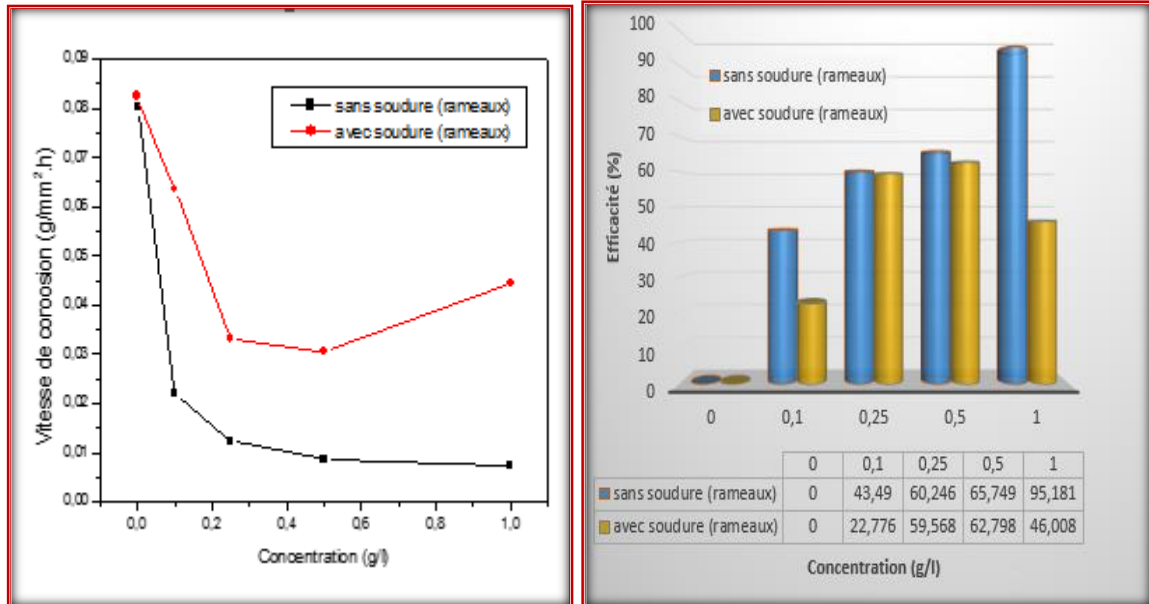 0,09
0,08
0,07
0,06
0,05
0,04
0,03
0,02
0,01
0,00
Vitesse de coroosion (g/mm².h)
sans soudure (rameaux)
avec soudure (rameaux)
0,0 0,2 0,4 0,6 0,8 1,0
Concentration (g/l)
100
90
80
70
60
50
40
30
20
10
0
Efficacité (%)
sans soudure (rameaux)
avec soudure (rameaux)
0 0,1 0,25 0,5 1
0 0,1 0,25 0,5 1
sans soudure (rameaux) 0 43,49 60,246 65,749 95,181
avec soudure (rameaux) 0 22,776 59,568 62,798 46,008
Concentration (g/l)